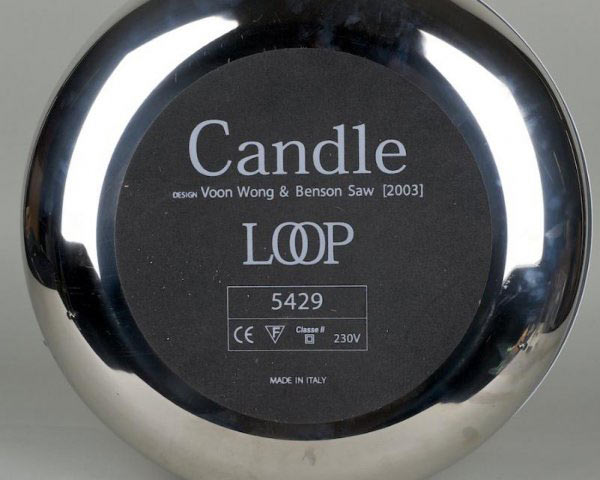 Candle
DESIGN Voon Wong & Benson Saw [2003]
LOOP
5429
CE F Classe II 230V
MADE IN ITALY